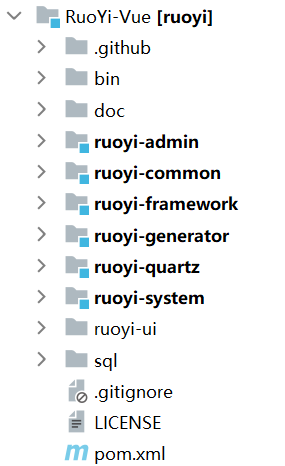 RuoYi-Vue [ruoyi]
.github
bin
doc
ruoyi-admin
ruoyi-common
ruoyi-framework
ruoyi-generator
ruoyi-quartz
ruoyi-system
ruoyi-ui
sql
.gitignore
LICENSE
m pom.xml